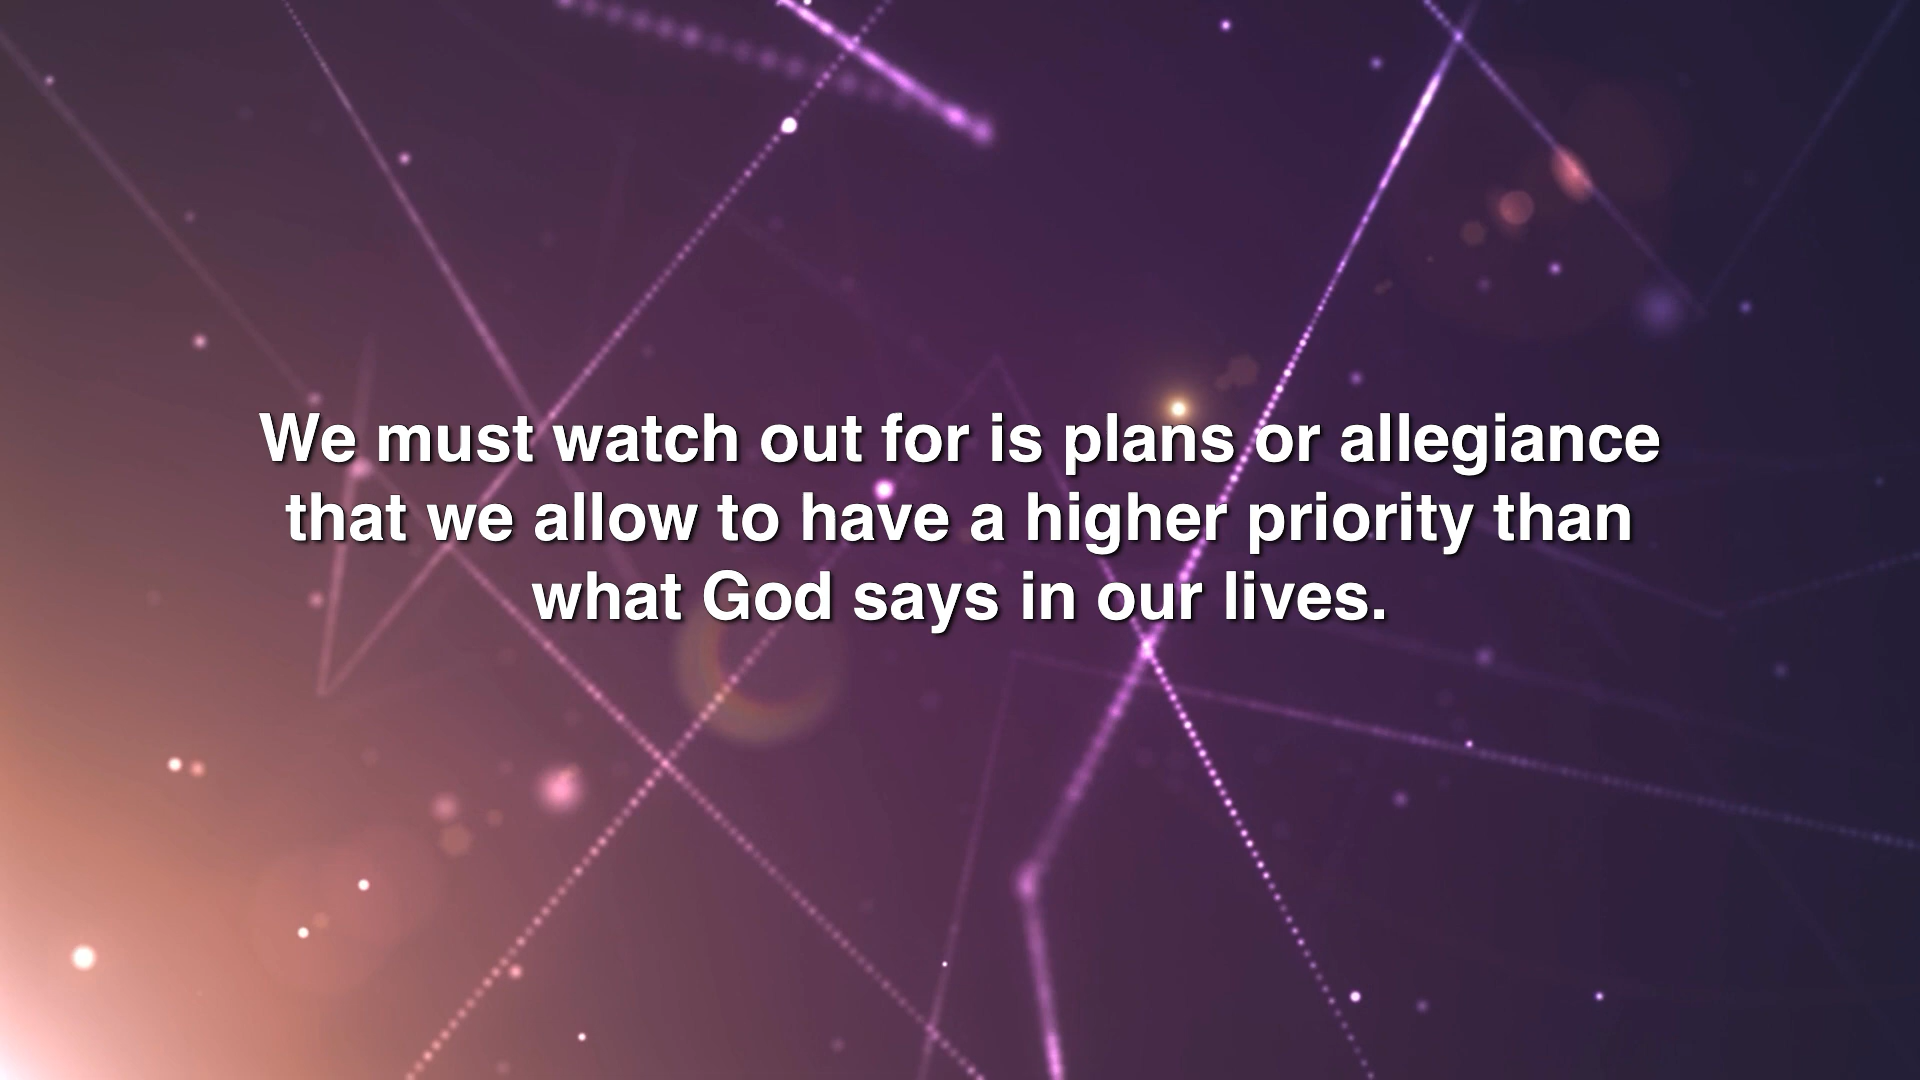 We must watch out for is plans or allegiance
that we allow to have a higher priority than
what God says in our lives.